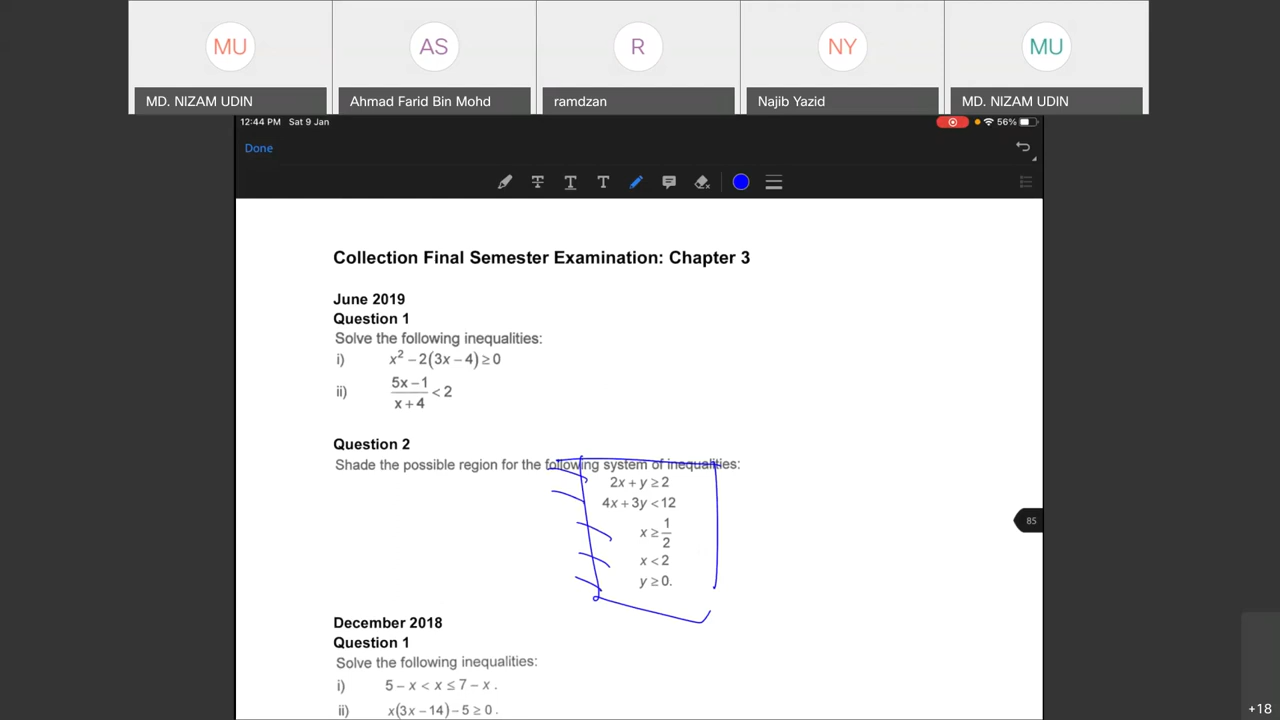 MU
AS
R
NY
MU
MD. NIZAM UDIN
Ahmad Farid Bin Mohd
ramdzan
Najib Yazid
MD. NIZAM UDIN
12:44 PM Sat 9 Jan
56%
Done
Collection Final Semester Examination: Chapter 3
June 2019
Question 1
Solve the following inequalities:
i) x² − 2(3x − 4) ≥ 0
ii) (5x − 1)/(x + 4) < 2
Question 2
Shade the possible region for the following system of inequalities:
2x + y ≥ 2
4x + 3y < 12
x ≥ 1/2
x < 2
y ≥ 0.
85
December 2018
Question 1
Solve the following inequalities:
i) 5 − x < x ≤ 7 − x .
ii) x(3x − 14) − 5 ≥ 0 .
+18